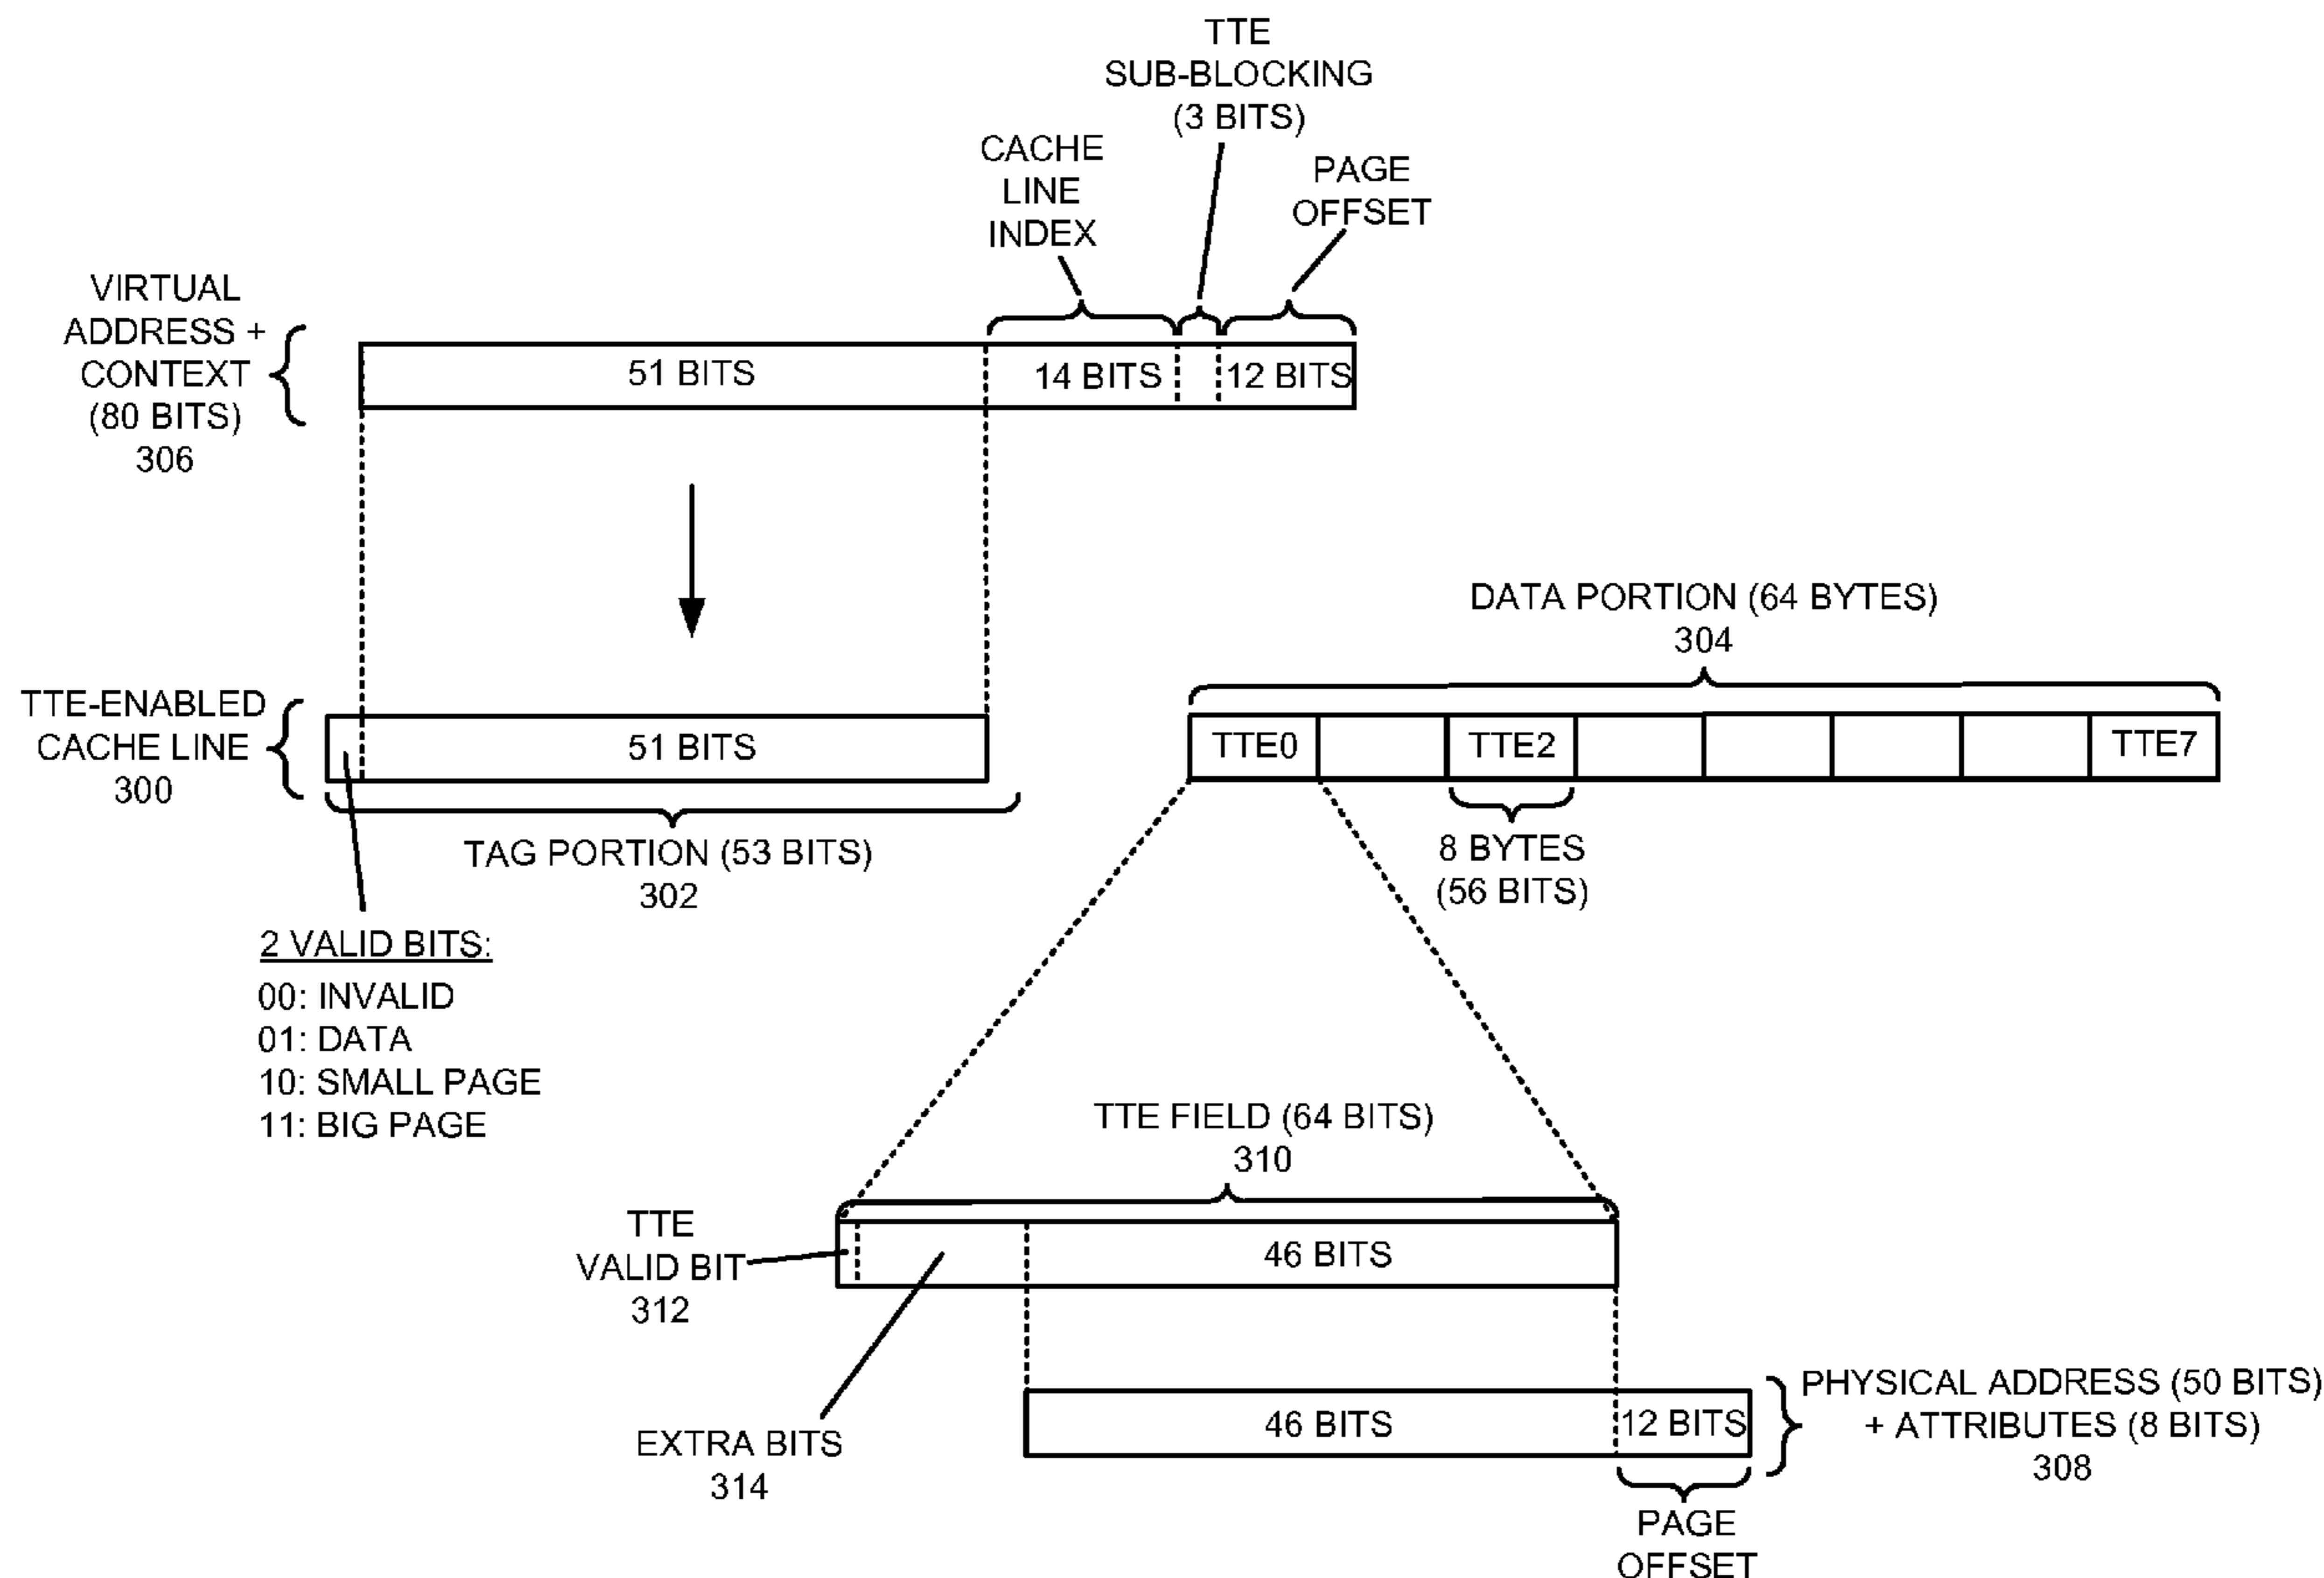 TTE
SUB-BLOCKING
(3 BITS)
CACHE
LINE
INDEX
PAGE
OFFSET
VIRTUAL
ADDRESS +
CONTEXT
(80 BITS)
306
51 BITS
14 BITS
12 BITS
DATA PORTION (64 BYTES)
304
TTE-ENABLED
CACHE LINE
300
51 BITS
TTE0
TTE2
TTE7
TAG PORTION (53 BITS)
302
8 BYTES
(56 BITS)
2 VALID BITS:
00: INVALID
01: DATA
10: SMALL PAGE
11: BIG PAGE
TTE FIELD (64 BITS)
310
TTE
VALID BIT
312
46 BITS
EXTRA BITS
314
46 BITS
12 BITS
PHYSICAL ADDRESS (50 BITS)
+ ATTRIBUTES (8 BITS)
308
PAGE
OFFSET